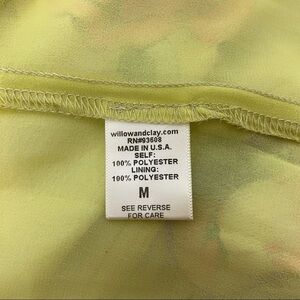 willowandclay.com
RN#93608
MADE IN U.S.A.
SELF:
100% POLYESTER
LINING:
100% POLYESTER
M
SEE REVERSE
FOR CARE